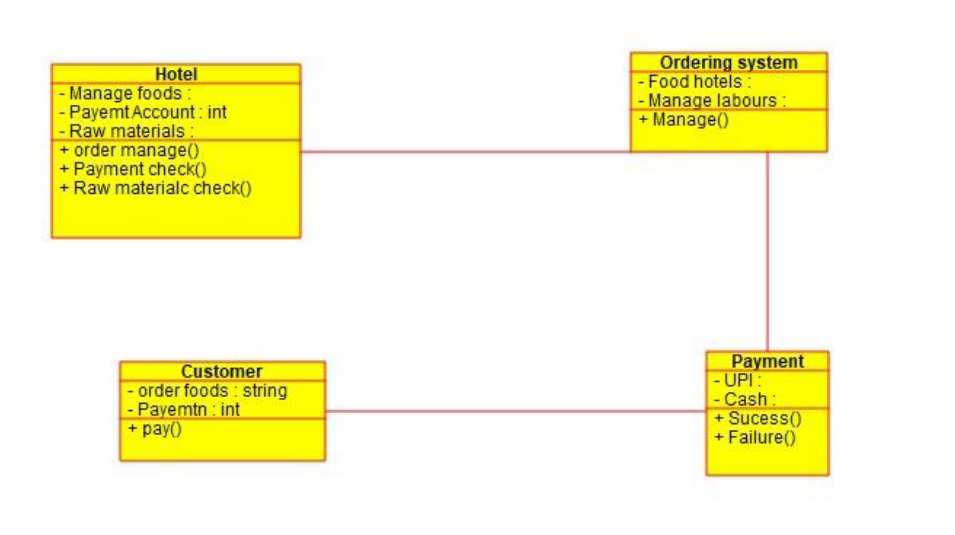 Hotel
- Manage foods :
- Payemt Account : int
- Raw materials :
+ order manage()
+ Payment check()
+ Raw materialc check()
Ordering system
- Food hotels :
- Manage labours :
+ Manage()
Customer
- order foods : string
- Payemtn : int
+ pay()
Payment
- UPI :
- Cash :
+ Sucess()
+ Failure()